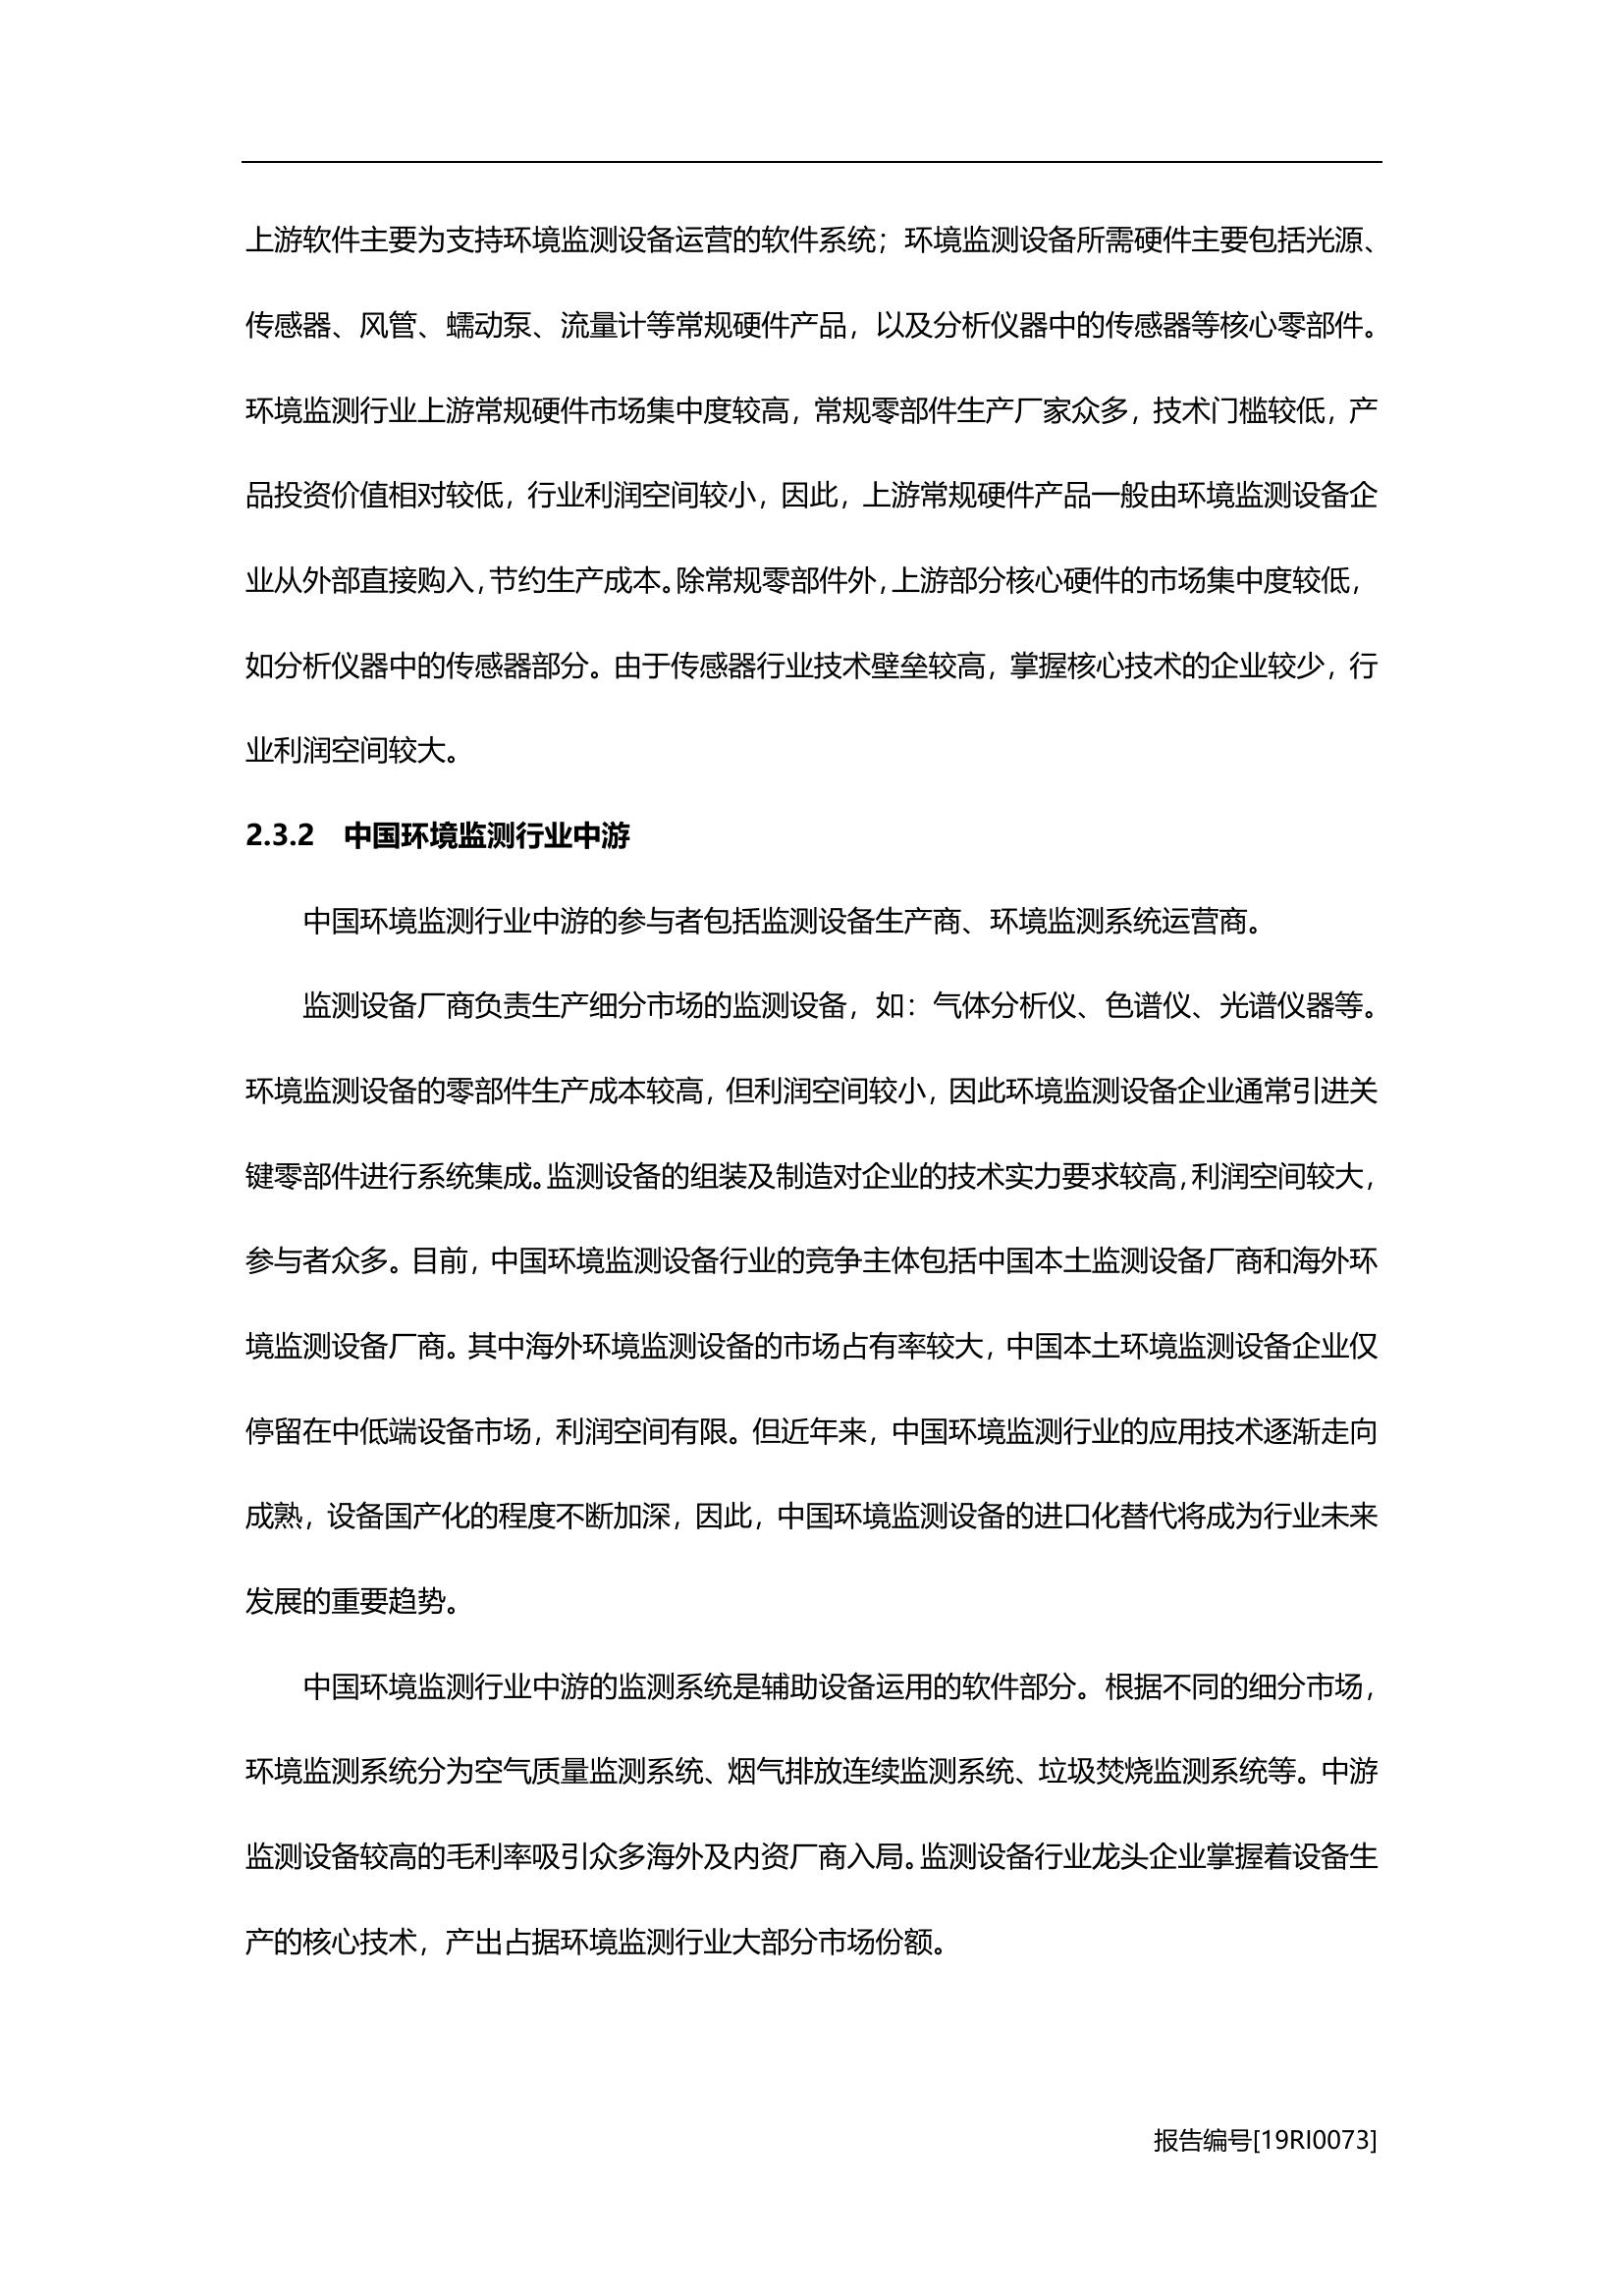 上游软件主要为支持环境监测设备运营的软件系统；环境监测设备所需硬件主要包括光源、
传感器、风管、蠕动泵、流量计等常规硬件产品，以及分析仪器中的传感器等核心零部件。
环境监测行业上游常规硬件市场集中度较高，常规零部件生产厂家众多，技术门槛较低，产
品投资价值相对较低，行业利润空间较小，因此，上游常规硬件产品一般由环境监测设备企
业从外部直接购入，节约生产成本。除常规零部件外，上游部分核心硬件的市场集中度较低，
如分析仪器中的传感器部分。由于传感器行业技术壁垒较高，掌握核心技术的企业较少，行
业利润空间较大。
2.3.2 中国环境监测行业中游
中国环境监测行业中游的参与者包括监测设备生产商、环境监测系统运营商。
监测设备厂商负责生产细分市场的监测设备，如：气体分析仪、色谱仪、光谱仪器等。
环境监测设备的零部件生产成本较高，但利润空间较小，因此环境监测设备企业通常引进关
键零部件进行系统集成。监测设备的组装及制造对企业的技术实力要求较高，利润空间较大，
参与者众多。目前，中国环境监测设备行业的竞争主体包括中国本土监测设备厂商和海外环
境监测设备厂商。其中海外环境监测设备的市场占有率较大，中国本土环境监测设备企业仅
停留在中低端设备市场，利润空间有限。但近年来，中国环境监测行业的应用技术逐渐走向
成熟，设备国产化的程度不断加深，因此，中国环境监测设备的进口化替代将成为行业未来
发展的重要趋势。
中国环境监测行业中游的监测系统是辅助设备运用的软件部分。根据不同的细分市场，
环境监测系统分为空气质量监测系统、烟气排放连续监测系统、垃圾焚烧监测系统等。中游
监测设备较高的毛利率吸引众多海外及内资厂商入局。监测设备行业龙头企业掌握着设备生
产的核心技术，产出占据环境监测行业大部分市场份额。
报告编号[19RI0073]